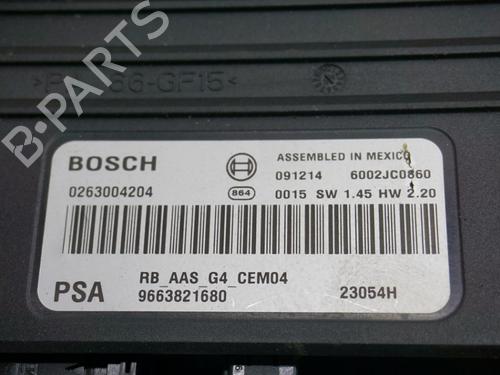 B-PARTS
BOSCH
ASSEMBLED IN MEXICO
091214 6002JC0860
0263004204
864
0015 SW 1.45 HW 2.20
RB_AAS_G4_CEM04
PSA
9663821680
23054H